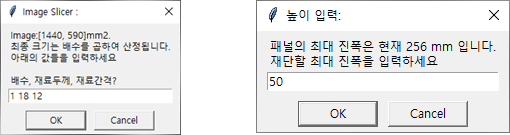 Image Slicer :
Image:[1440, 590]mm2.
최종 크기는 배수를 곱하여 산정됩니다.
아래의 값들을 입력하세요
배수, 재료두께, 재료간격?
1 18 12
OK Cancel
높이 입력:
패널의 최대 진폭은 현재 256 mm 입니다.
재단할 최대 진폭을 입력하세요
50
OK Cancel